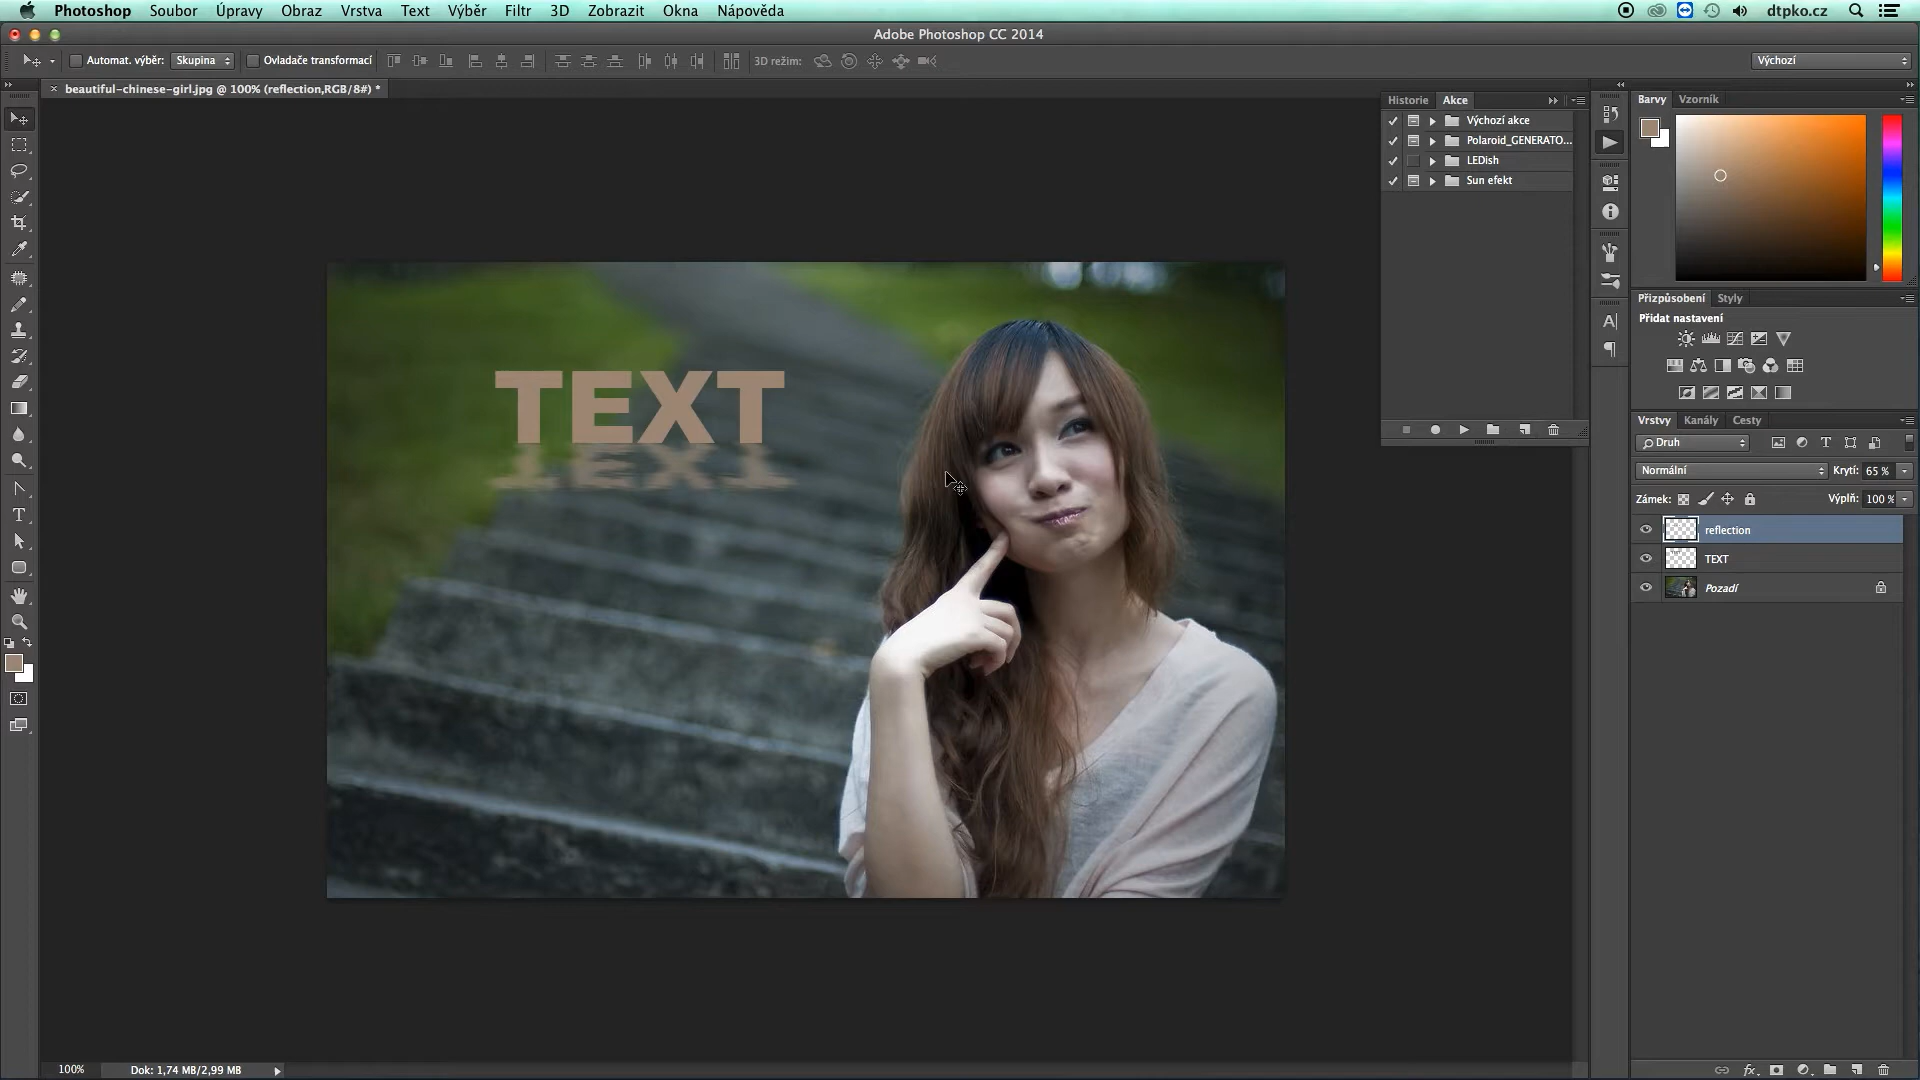 Photoshop Soubor Úpravy Obraz Vrstva Text Výběr Filtr 3D Zobrazit Okna Nápověda dtpko.cz
Adobe Photoshop CC 2014
Automat. výběr: Skupina Ovladače transformací 3D režim: Výchozí
× beautiful-chinese-girl.jpg @ 100% (reflection,RGB/8#) *
Historie Akce
Výchozí akce
Polaroid_GENERATO...
LEDish
Sun efekt
Barvy Vzorník
Přizpůsobení Styly
Přidat nastavení
Vrstvy Kanály Cesty
Druh
Normální Krytí: 65 %
Zámek: Výplň: 100 %
reflection
TEXT
Pozadí
TEXT
TEXT
100% Dok: 1,74 MB/2,99 MB